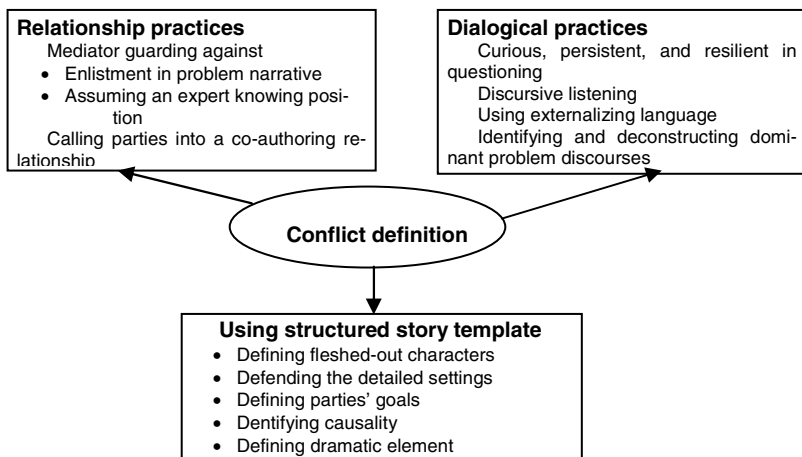 Relationship practices
Mediator guarding against
• Enlistment in problem narrative
• Assuming an expert knowing posi-
tion
Calling parties into a co-authoring re-
lationship
Dialogical practices
Curious, persistent, and resilient in
questioning
Discursive listening
Using externalizing language
Identifying and deconstructing domi-
nant problem discourses
Conflict definition
Using structured story template
• Defining fleshed-out characters
• Defending the detailed settings
• Defining parties' goals
• Dentifying causality
• Defining dramatic element